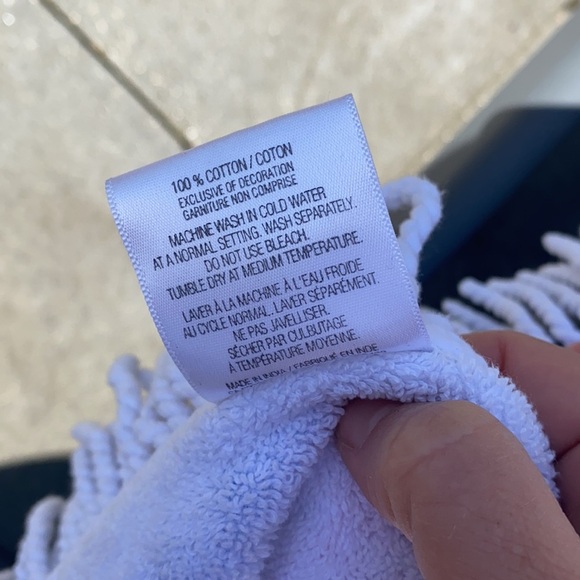 100 % COTTON / COTON
EXCLUSIVE OF DECORATION
GARNITURE NON COMPRISE
MACHINE WASH IN COLD WATER
AT A NORMAL SETTING. WASH SEPARATELY.
DO NOT USE BLEACH.
TUMBLE DRY AT MEDIUM TEMPERATURE.
LAVER À LA MACHINE À L'EAU FROIDE
AU CYCLE NORMAL. LAVER SÉPARÉMENT.
NE PAS JAVELLISER.
SÉCHER PAR CULBUTAGE
À TEMPÉRATURE MOYENNE.
MADE IN INDIA / FABRIQUÉ EN INDE